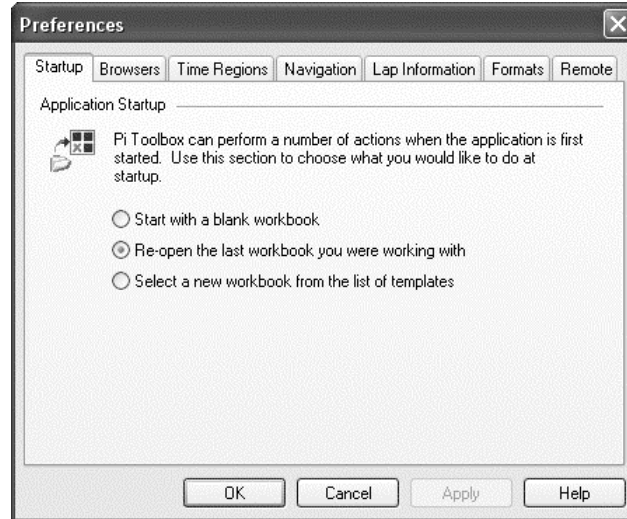 Preferences
Startup Browsers Time Regions Navigation Lap Information Formats Remote
Application Startup
Pi Toolbox can perform a number of actions when the application is first
started. Use this section to choose what you would like to do at
startup.
Start with a blank workbook
Re-open the last workbook you were working with
Select a new workbook from the list of templates
OK Cancel Apply Help